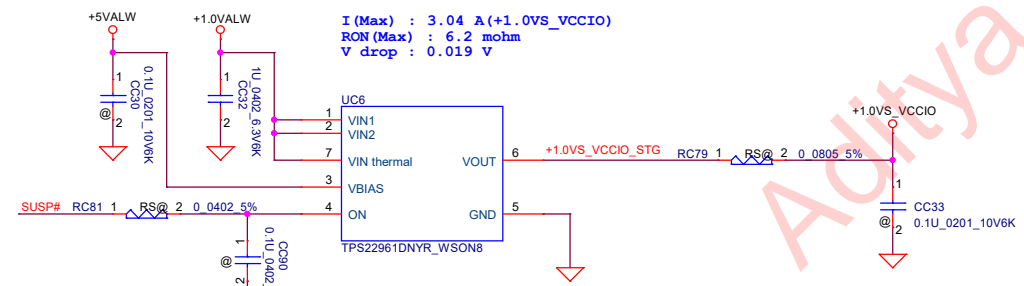 +5VALW
+1.0VALW
I(Max) : 3.04 A(+1.0VS_VCCIO)
RON(Max) : 6.2 mohm
V drop : 0.019 V
1
CC30
0.1U_0201_10V6K
@
2
1
CC32
1U_0402_6.3V6K
@
2
UC6
1 VIN1
2 VIN2
7 VIN thermal
3 VBIAS
4 ON
VOUT 6
GND 5
TPS22961DNYR_WSON8
+1.0VS_VCCIO_STG
RC79 1 RS@ 2 0_0805_5%
+1.0VS_VCCIO
1
CC33
@
0.1U_0201_10V6K
2
SUSP# RC81 1 RS@ 2 0_0402_5%
1
CC90
0.1U_0402_
@
2
Aditya